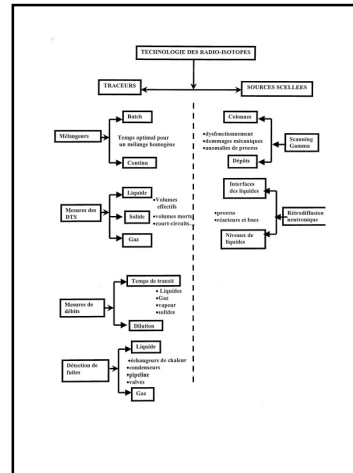 TECHNOLOGIE DES RADIO-ISOTOPES
TRACEURS
SOURCES SCELLEES
Mélangeurs
Batch
Temps optimal pour
un mélange homogène
Continu
Mesures des
DTS
Liquide
•Volumes
effectifs
Solide
•volumes morts
•court-circuits...
Gaz
Mesures de
débits
Temps de transit
• Liquides
•Gaz
•vapeur
•solides
Dilution
Détection de
fuites
Liquide
•échangeurs de chaleur
•condenseurs
•pipeline
•valves
Gaz
Colonnes
•dysfonctionnement
•dommages mécaniques
•anomalies de process
Dépôts
Scanning
Gamma
Interfaces
des liquides
•process
•réacteurs et bacs
Niveaux de
liquides
Rétrodiffusion
neutronique